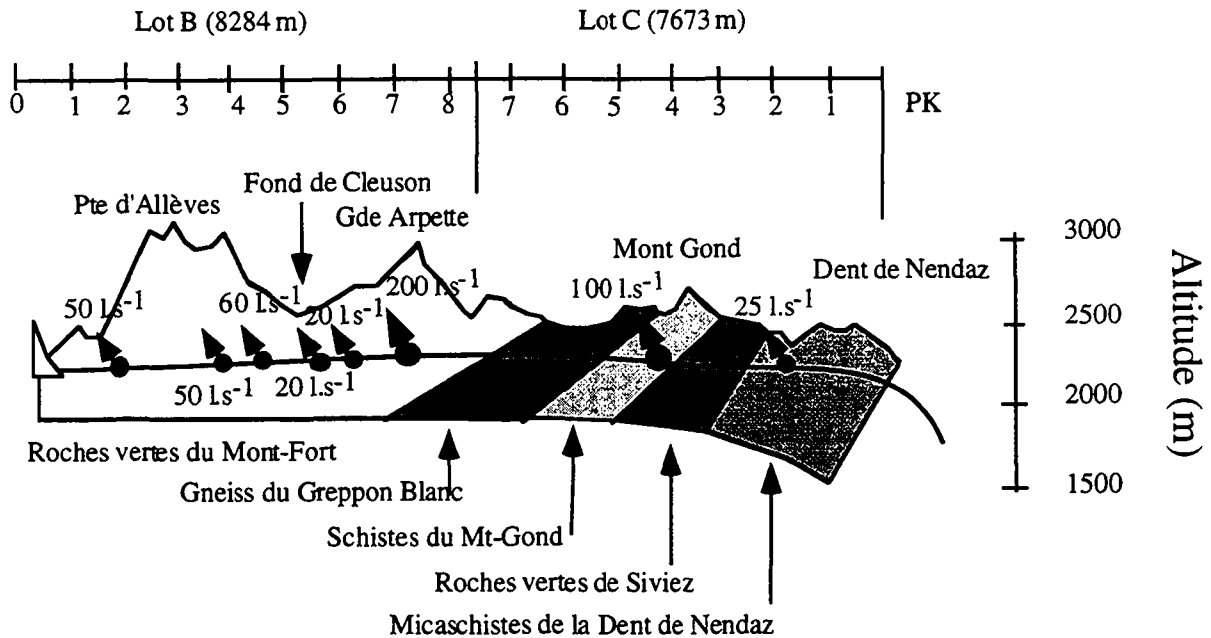 Lot B (8284 m) Lot C (7673 m)
0 1 2 3 4 5 6 7 8 7 6 5 4 3 2 1 PK
Fond de Cleuson
Pte d'Allèves
Gde Arpette
Mont Gond
Dent de Nendaz
50 l.s-1
60 l.s-1
20 l.s-1
200 l.s-1
100 l.s-1
25 l.s-1
50 l.s-1
20 l.s-1
3000
2500
2000
1500
Altitude (m)
Roches vertes du Mont-Fort
Gneiss du Greppon Blanc
Schistes du Mt-Gond
Roches vertes de Siviez
Micaschistes de la Dent de Nendaz